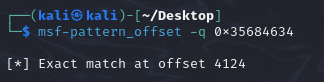 ┌──(kali㉿kali)-[~/Desktop]
└─$ msf-pattern_offset -q 0×35684634
[*] Exact match at offset 4124